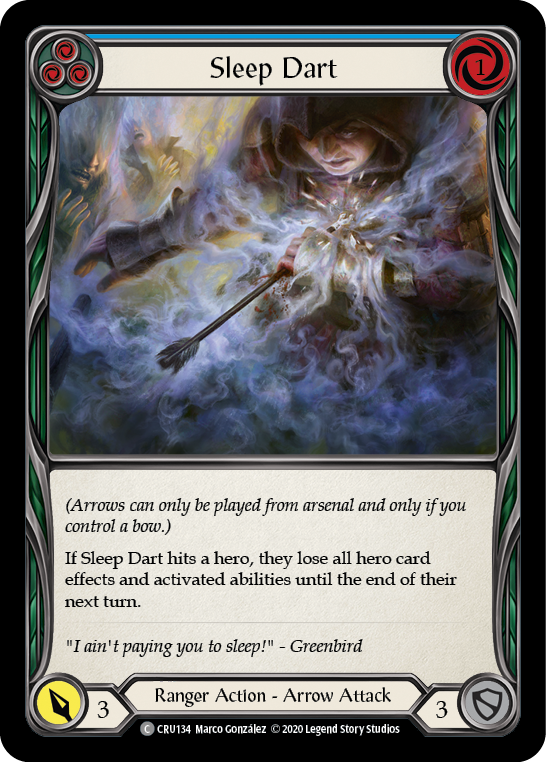 Sleep Dart
1
(Arrows can only be played from arsenal and only if you
control a bow.)
If Sleep Dart hits a hero, they lose all hero card
effects and activated abilities until the end of their
next turn.
"I ain't paying you to sleep!" - Greenbird
3
Ranger Action - Arrow Attack
3
C CRU134 Marco González © 2020 Legend Story Studios